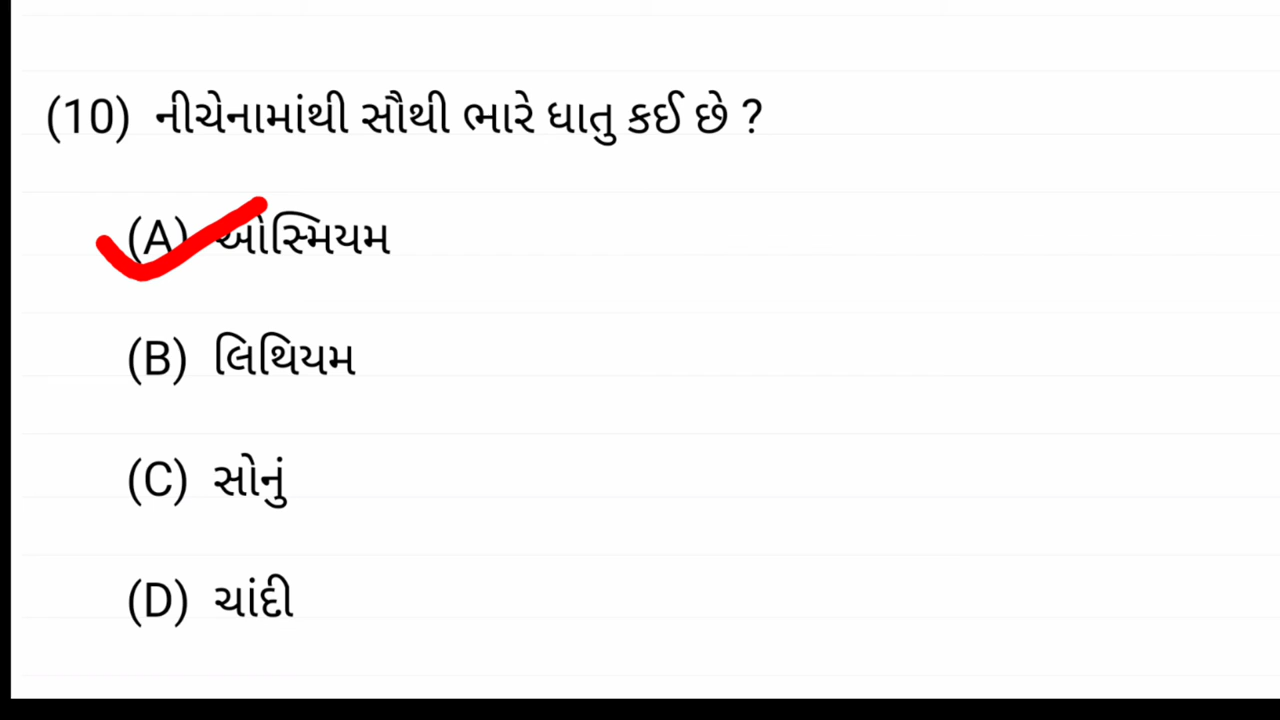 (10) નીચેનામાંથી સૌથી ભારે ધાતુ કઈ છે ?
(A) ઓસ્મિયમ
(B) લિથિયમ
(C) સોનું
(D) ચાંદી